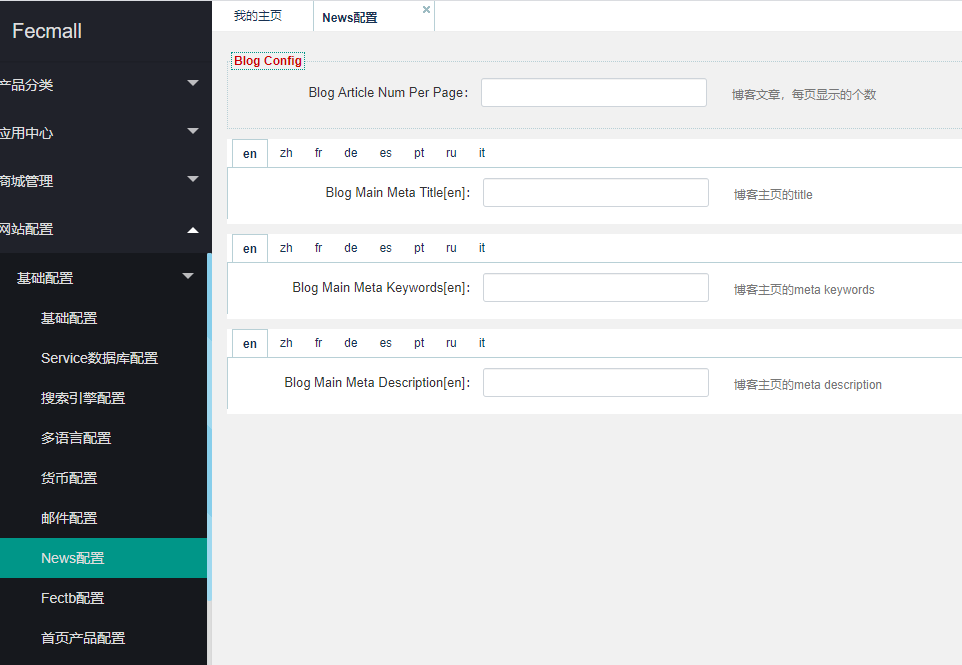 Fecmall
产品分类
应用中心
商城管理
网站配置
基础配置
基础配置
Service数据库配置
搜索引擎配置
多语言配置
货币配置
邮件配置
News配置
Fectb配置
首页产品配置
我的主页 News配置
Blog Config
Blog Article Num Per Page: 博客文章，每页显示的个数
en zh fr de es pt ru it
Blog Main Meta Title[en]: 博客主页的title
en zh fr de es pt ru it
Blog Main Meta Keywords[en]: 博客主页的meta keywords
en zh fr de es pt ru it
Blog Main Meta Description[en]: 博客主页的meta description